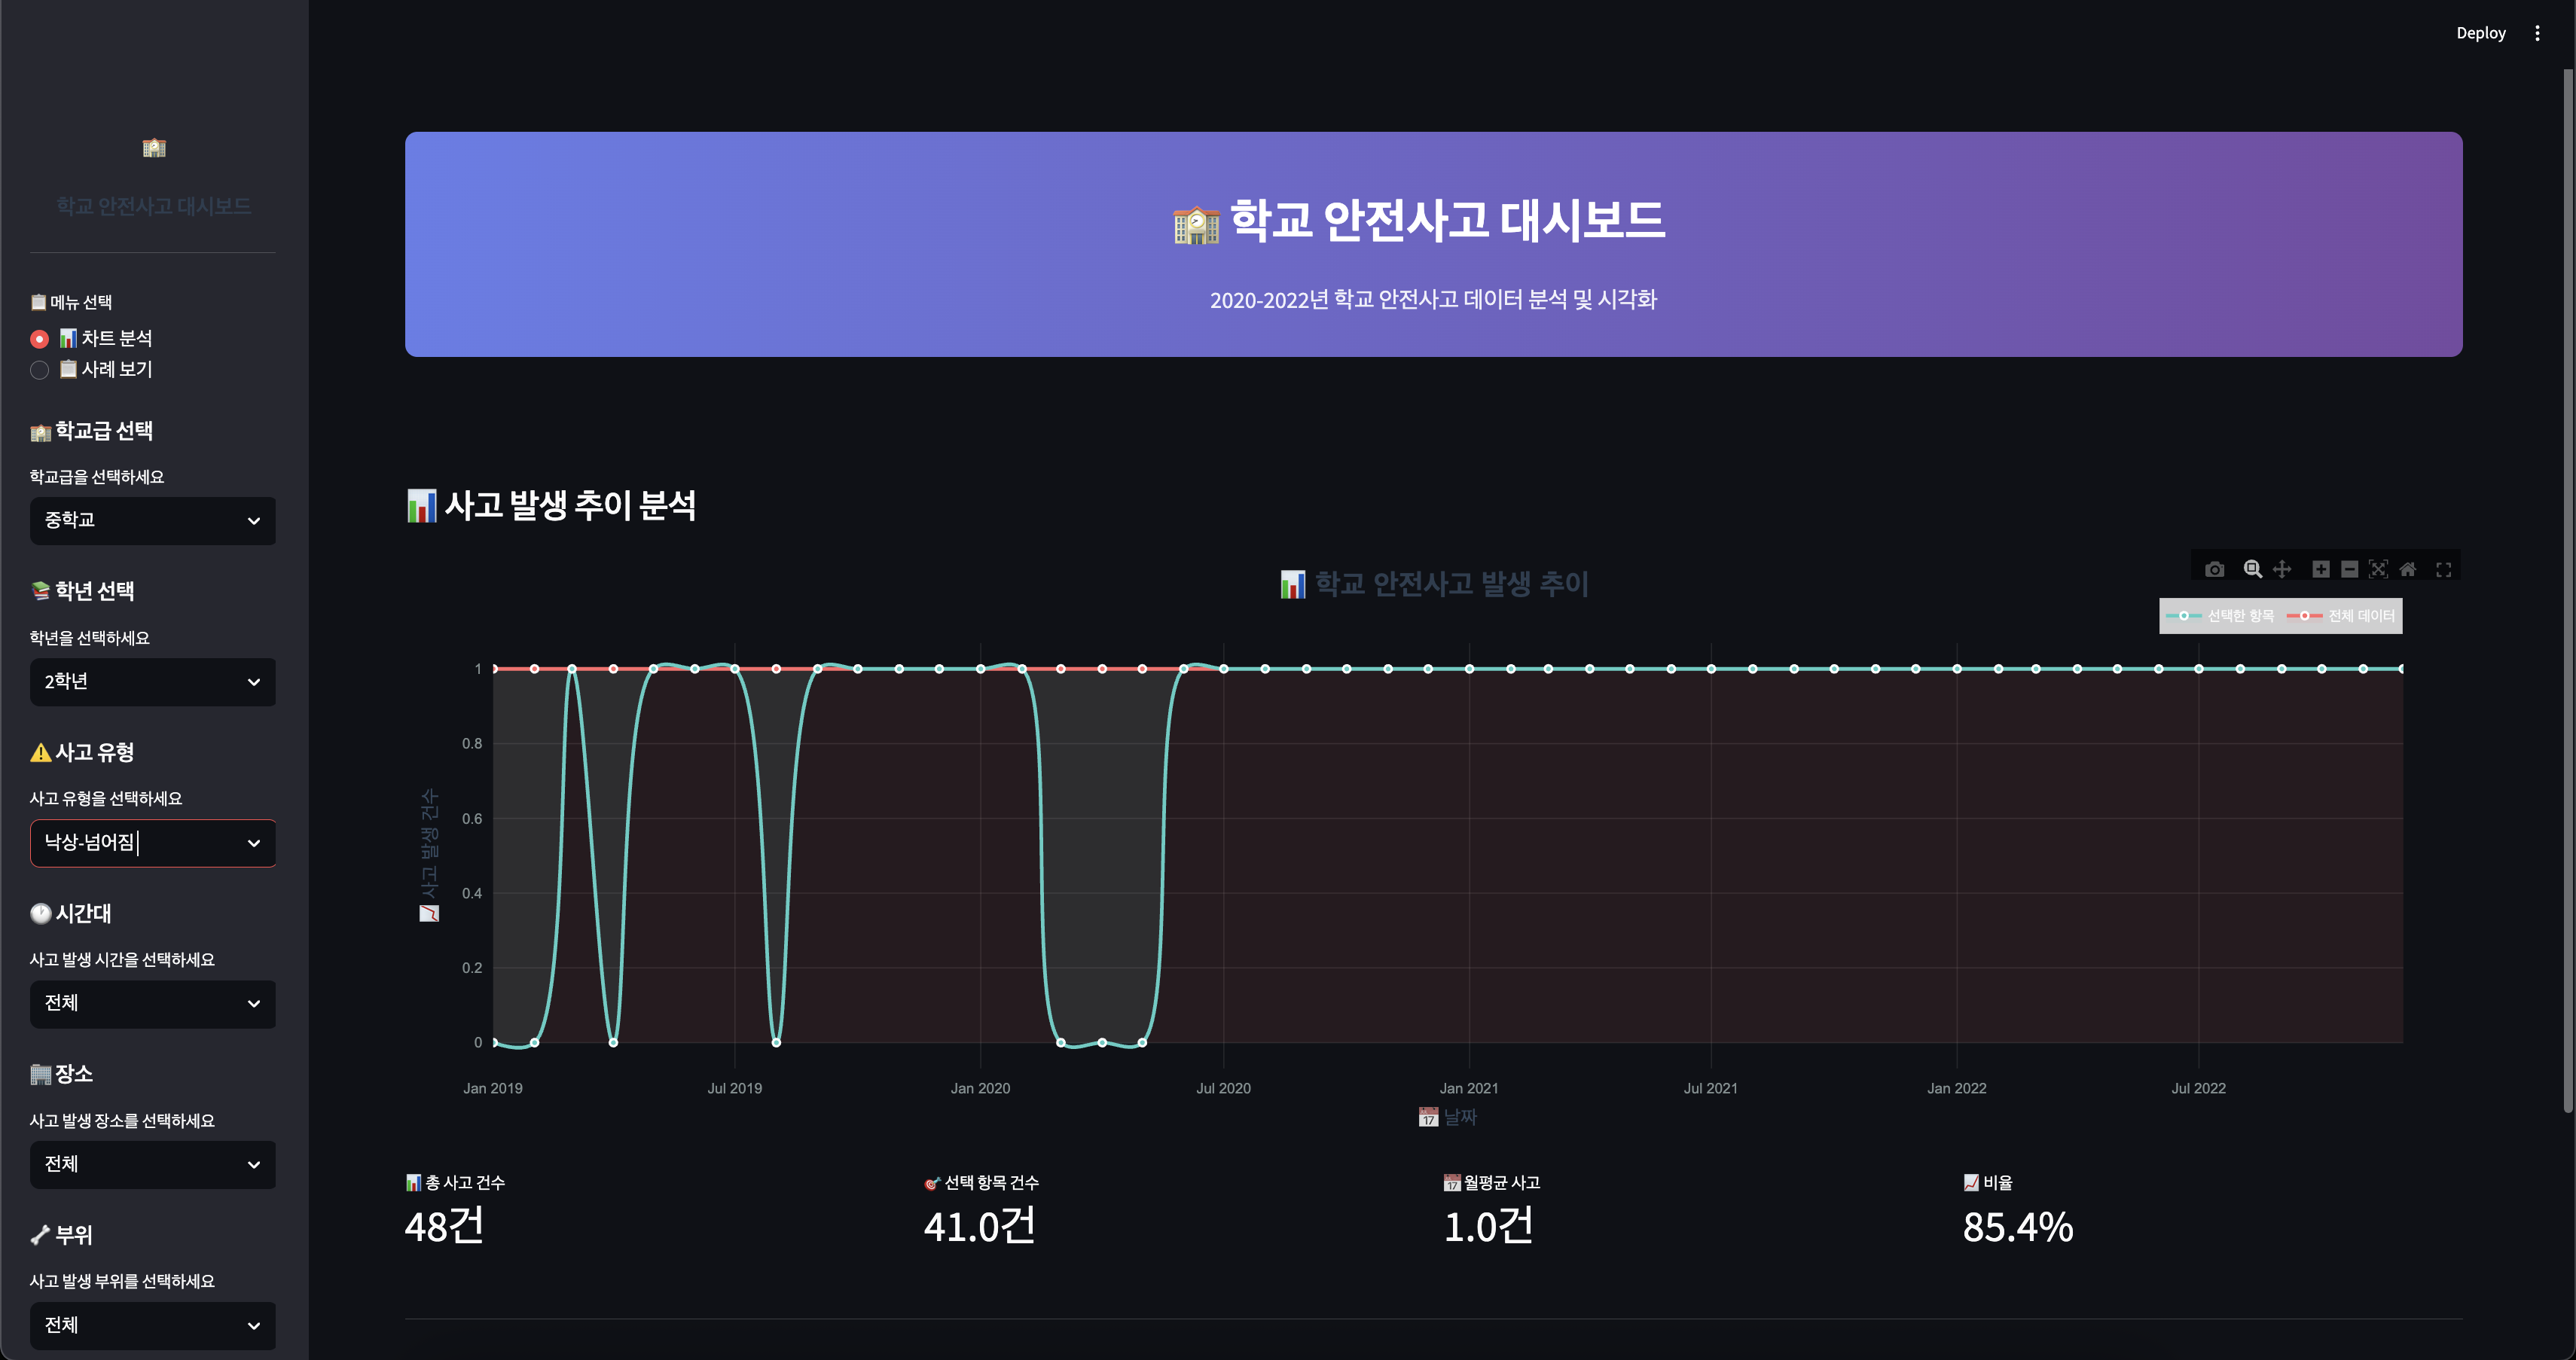 Deploy
학교 안전사고 대시보드
메뉴 선택
차트 분석
사례 보기
학교급 선택
학교급을 선택하세요
중학교
학년 선택
학년을 선택하세요
2학년
사고 유형
사고 유형을 선택하세요
낙상-넘어짐
시간대
사고 발생 시간을 선택하세요
전체
장소
사고 발생 장소를 선택하세요
전체
부위
사고 발생 부위를 선택하세요
전체
학교 안전사고 대시보드
2020-2022년 학교 안전사고 데이터 분석 및 시각화
사고 발생 추이 분석
학교 안전사고 발생 추이
선택한 항목 전체 데이터
사고 발생 건수
1
0.8
0.6
0.4
0.2
0
Jan 2019 Jul 2019 Jan 2020 Jul 2020 Jan 2021 Jul 2021 Jan 2022 Jul 2022
17 날짜
총 사고 건수 선택 항목 건수 17 월평균 사고 비율
48건 41.0건 1.0건 85.4%